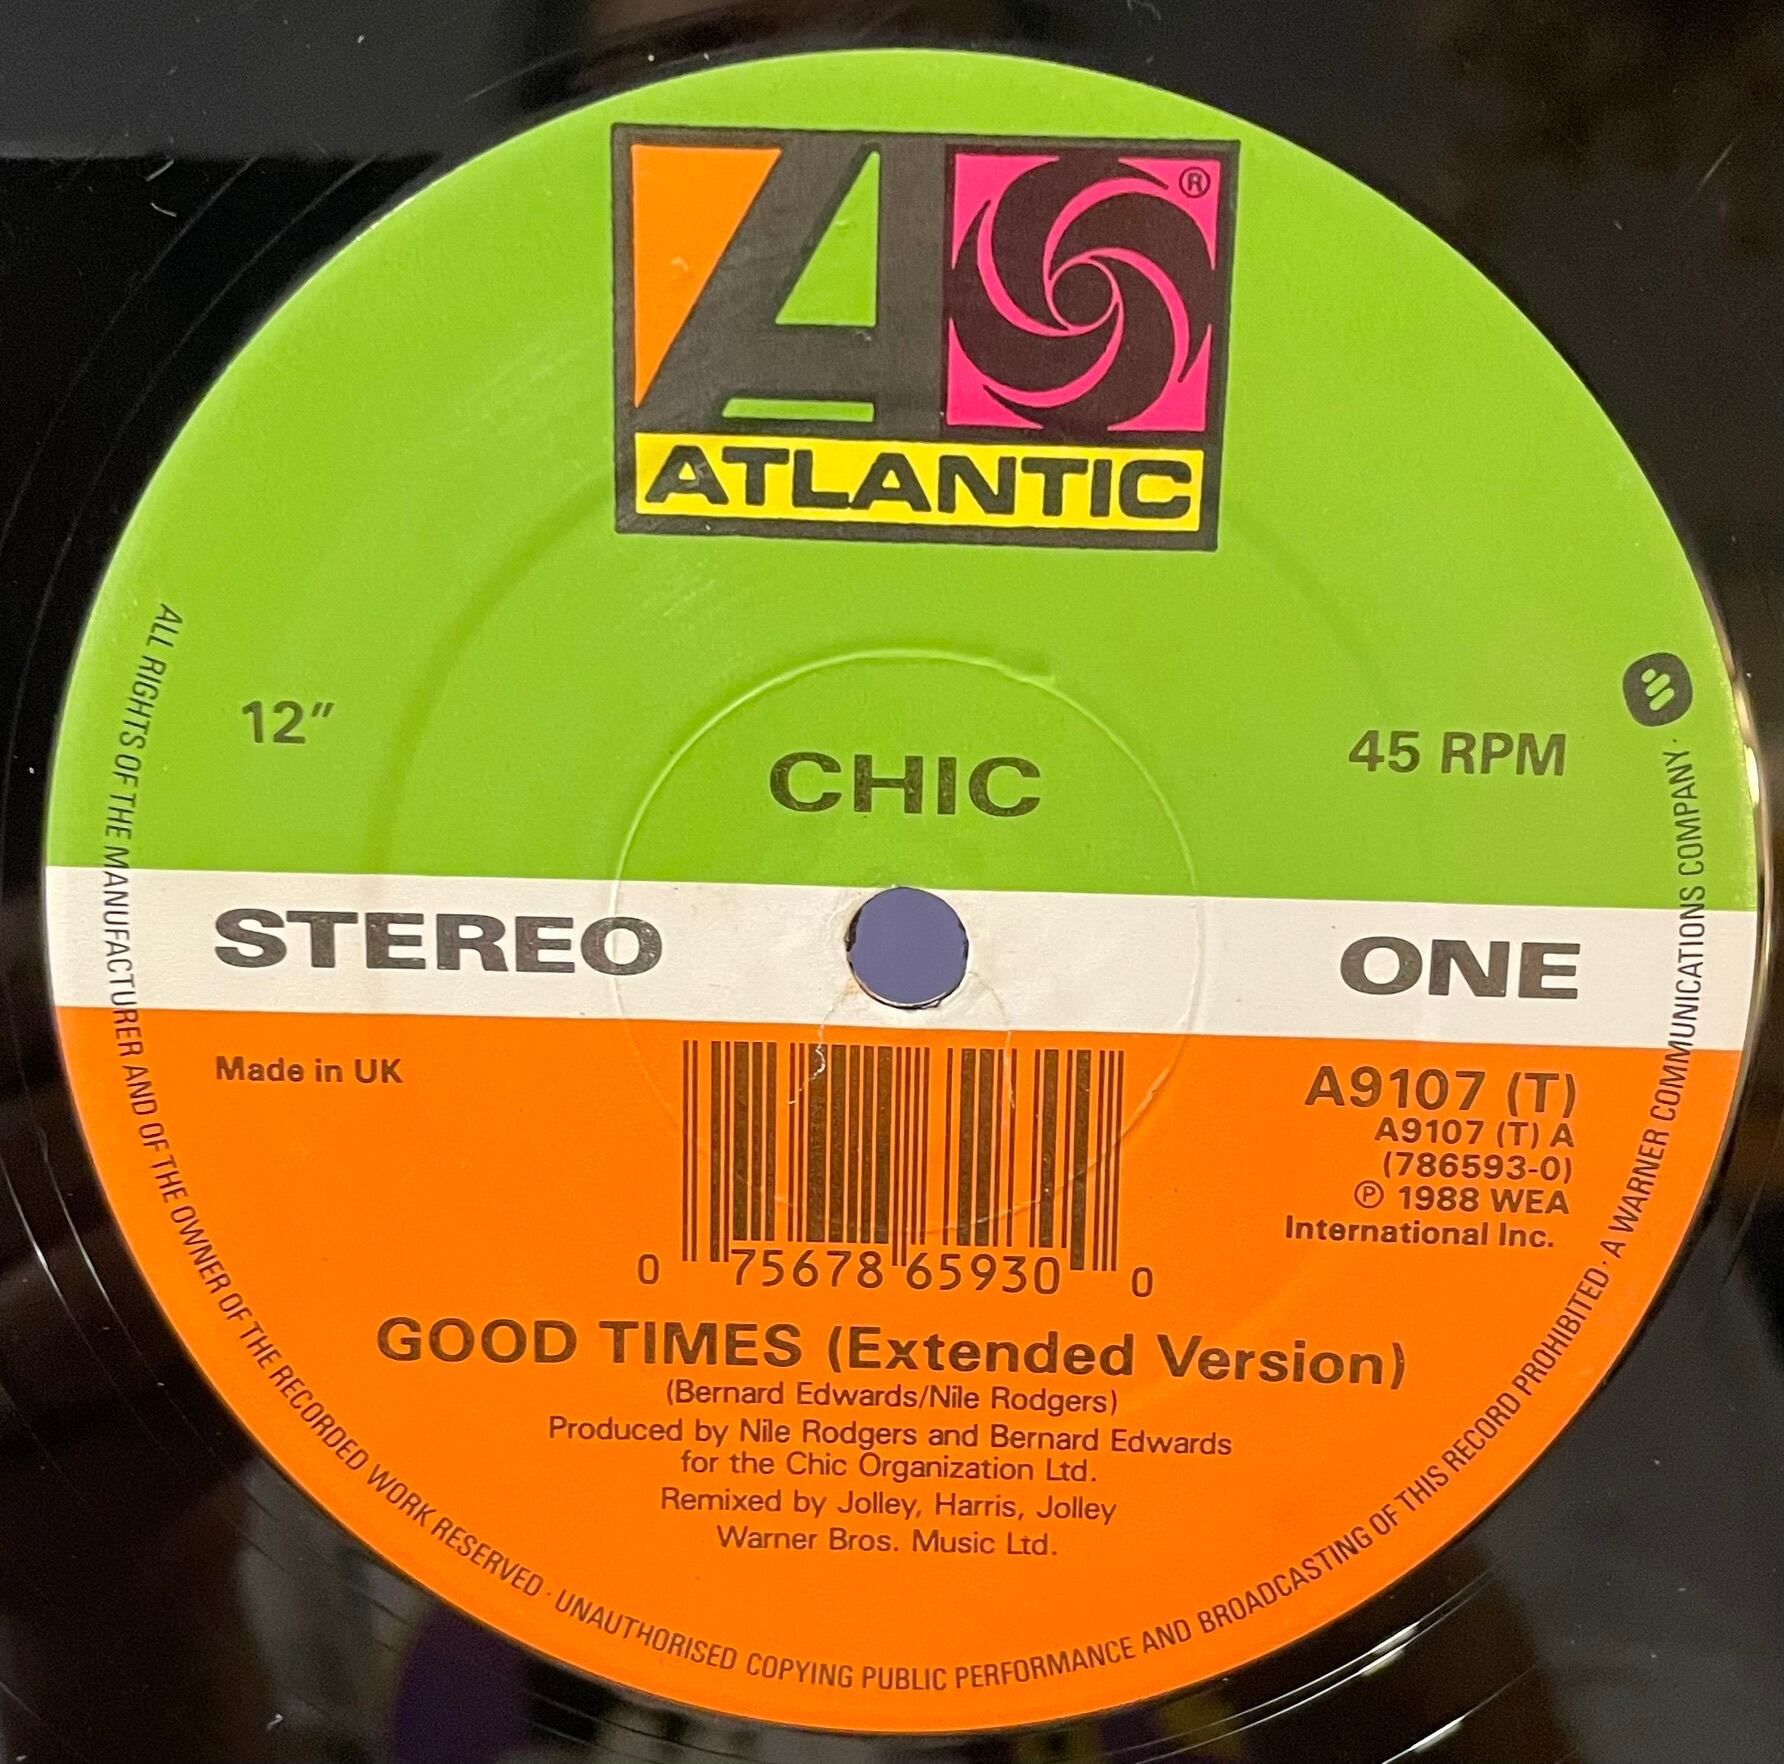 ®
ATLANTIC
12"
45 RPM
CHIC
STEREO
ONE
Made in UK
A9107 (T)
A9107 (T) A
(786593-0)
℗ 1988 WEA
International Inc.
0 75678 65930 0
GOOD TIMES (Extended Version)
(Bernard Edwards/Nile Rodgers)
Produced by Nile Rodgers and Bernard Edwards
for the Chic Organization Ltd.
Remixed by Jolley, Harris, Jolley
Warner Bros. Music Ltd.
ALL RIGHTS OF THE MANUFACTURER AND OF THE OWNER OF THE RECORDED WORK RESERVED · UNAUTHORISED COPYING PUBLIC PERFORMANCE AND BROADCASTING OF THIS RECORD PROHIBITED · A WARNER COMMUNICATIONS COMPANY ·